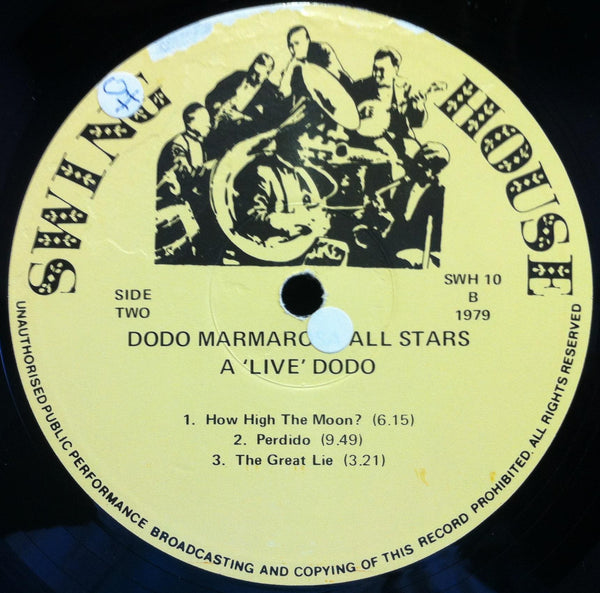 SWING HOUSE
SIDE
TWO
SWH 10
B
1979
DODO MARMAROSA ALL STARS
A 'LIVE' DODO
1. How High The Moon? (6.15)
2. Perdido (9.49)
3. The Great Lie (3.21)
UNAUTHORISED PUBLIC PERFORMANCE BROADCASTING AND COPYING OF THIS RECORD PROHIBITED. ALL RIGHTS RESERVED